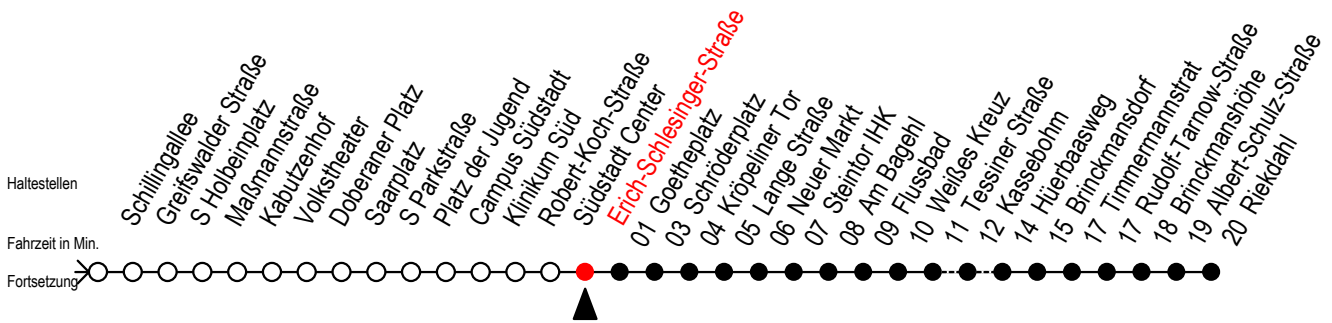 Haltestellen
Schillingallee
Greifswalder Straße
S Holbeinplatz
Maßmannstraße
Kabutzenhof
Volkstheater
Doberaner Platz
Saarplatz
S Parkstraße
Platz der Jugend
Campus Südstadt
Klinikum Süd
Robert-Koch-Straße
Südstadt Center
Erich-Schlesinger-Straße
01 Goetheplatz
03 Schröderplatz
04 Kröpeliner Tor
05 Lange Straße
06 Neuer Markt
07 Steintor IHK
08 Am Bagehl
09 Flussbad
10 Weißes Kreuz
11 Tessiner Straße
12 Kassebohm
14 Hüerbaasweg
15 Brinckmansdorf
17 Timmermannstrat
17 Rudolf-Tarnow-Straße
18 Brinckmanshöhe
19 Albert-Schulz-Straße
20 Riekdahl
Fahrzeit in Min.
Fortsetzung